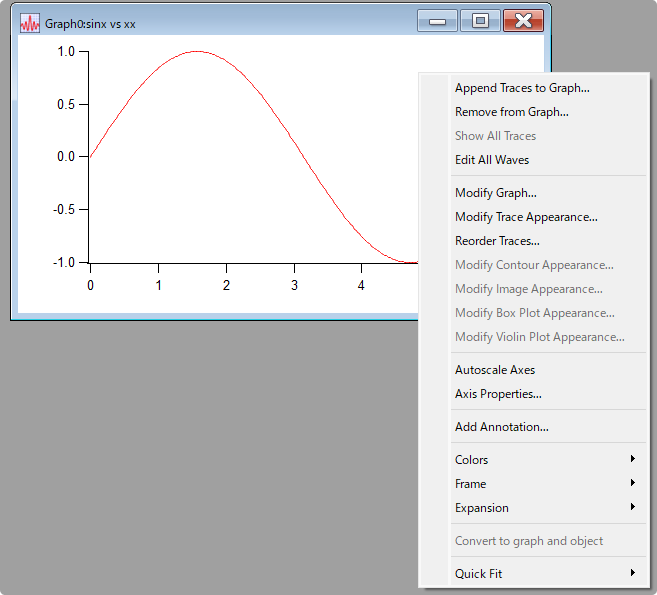 Graph0:sinx vs xx
1.0
0.5
0.0
-0.5
-1.0
0 1 2 3 4
Append Traces to Graph...
Remove from Graph...
Show All Traces
Edit All Waves
Modify Graph...
Modify Trace Appearance...
Reorder Traces...
Modify Contour Appearance...
Modify Image Appearance...
Modify Box Plot Appearance...
Modify Violin Plot Appearance...
Autoscale Axes
Axis Properties...
Add Annotation...
Colors
Frame
Expansion
Convert to graph and object
Quick Fit